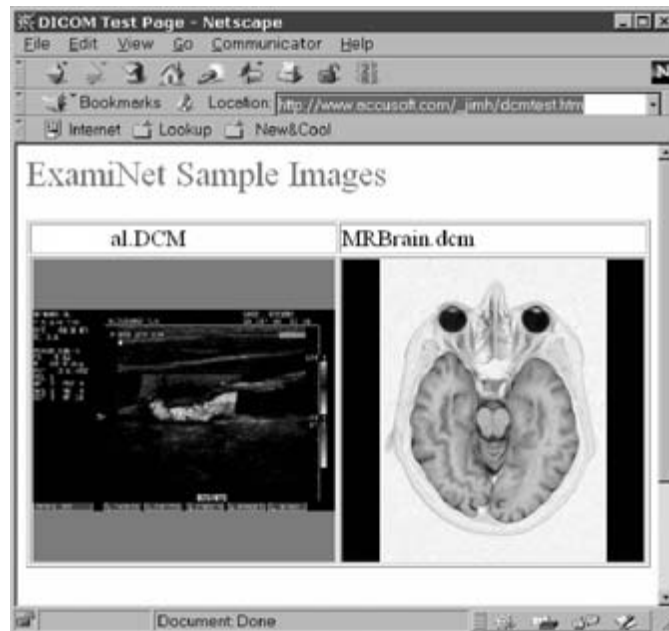 DICOM Test Page - Netscape
File Edit View Go Communicator Help
Bookmarks Location: http://www.accusoft.com/_jimh/dcmtest.htm
Internet Lookup New&Cool
ExamiNet Sample Images
al.DCM MRBrain.dcm
Document: Done